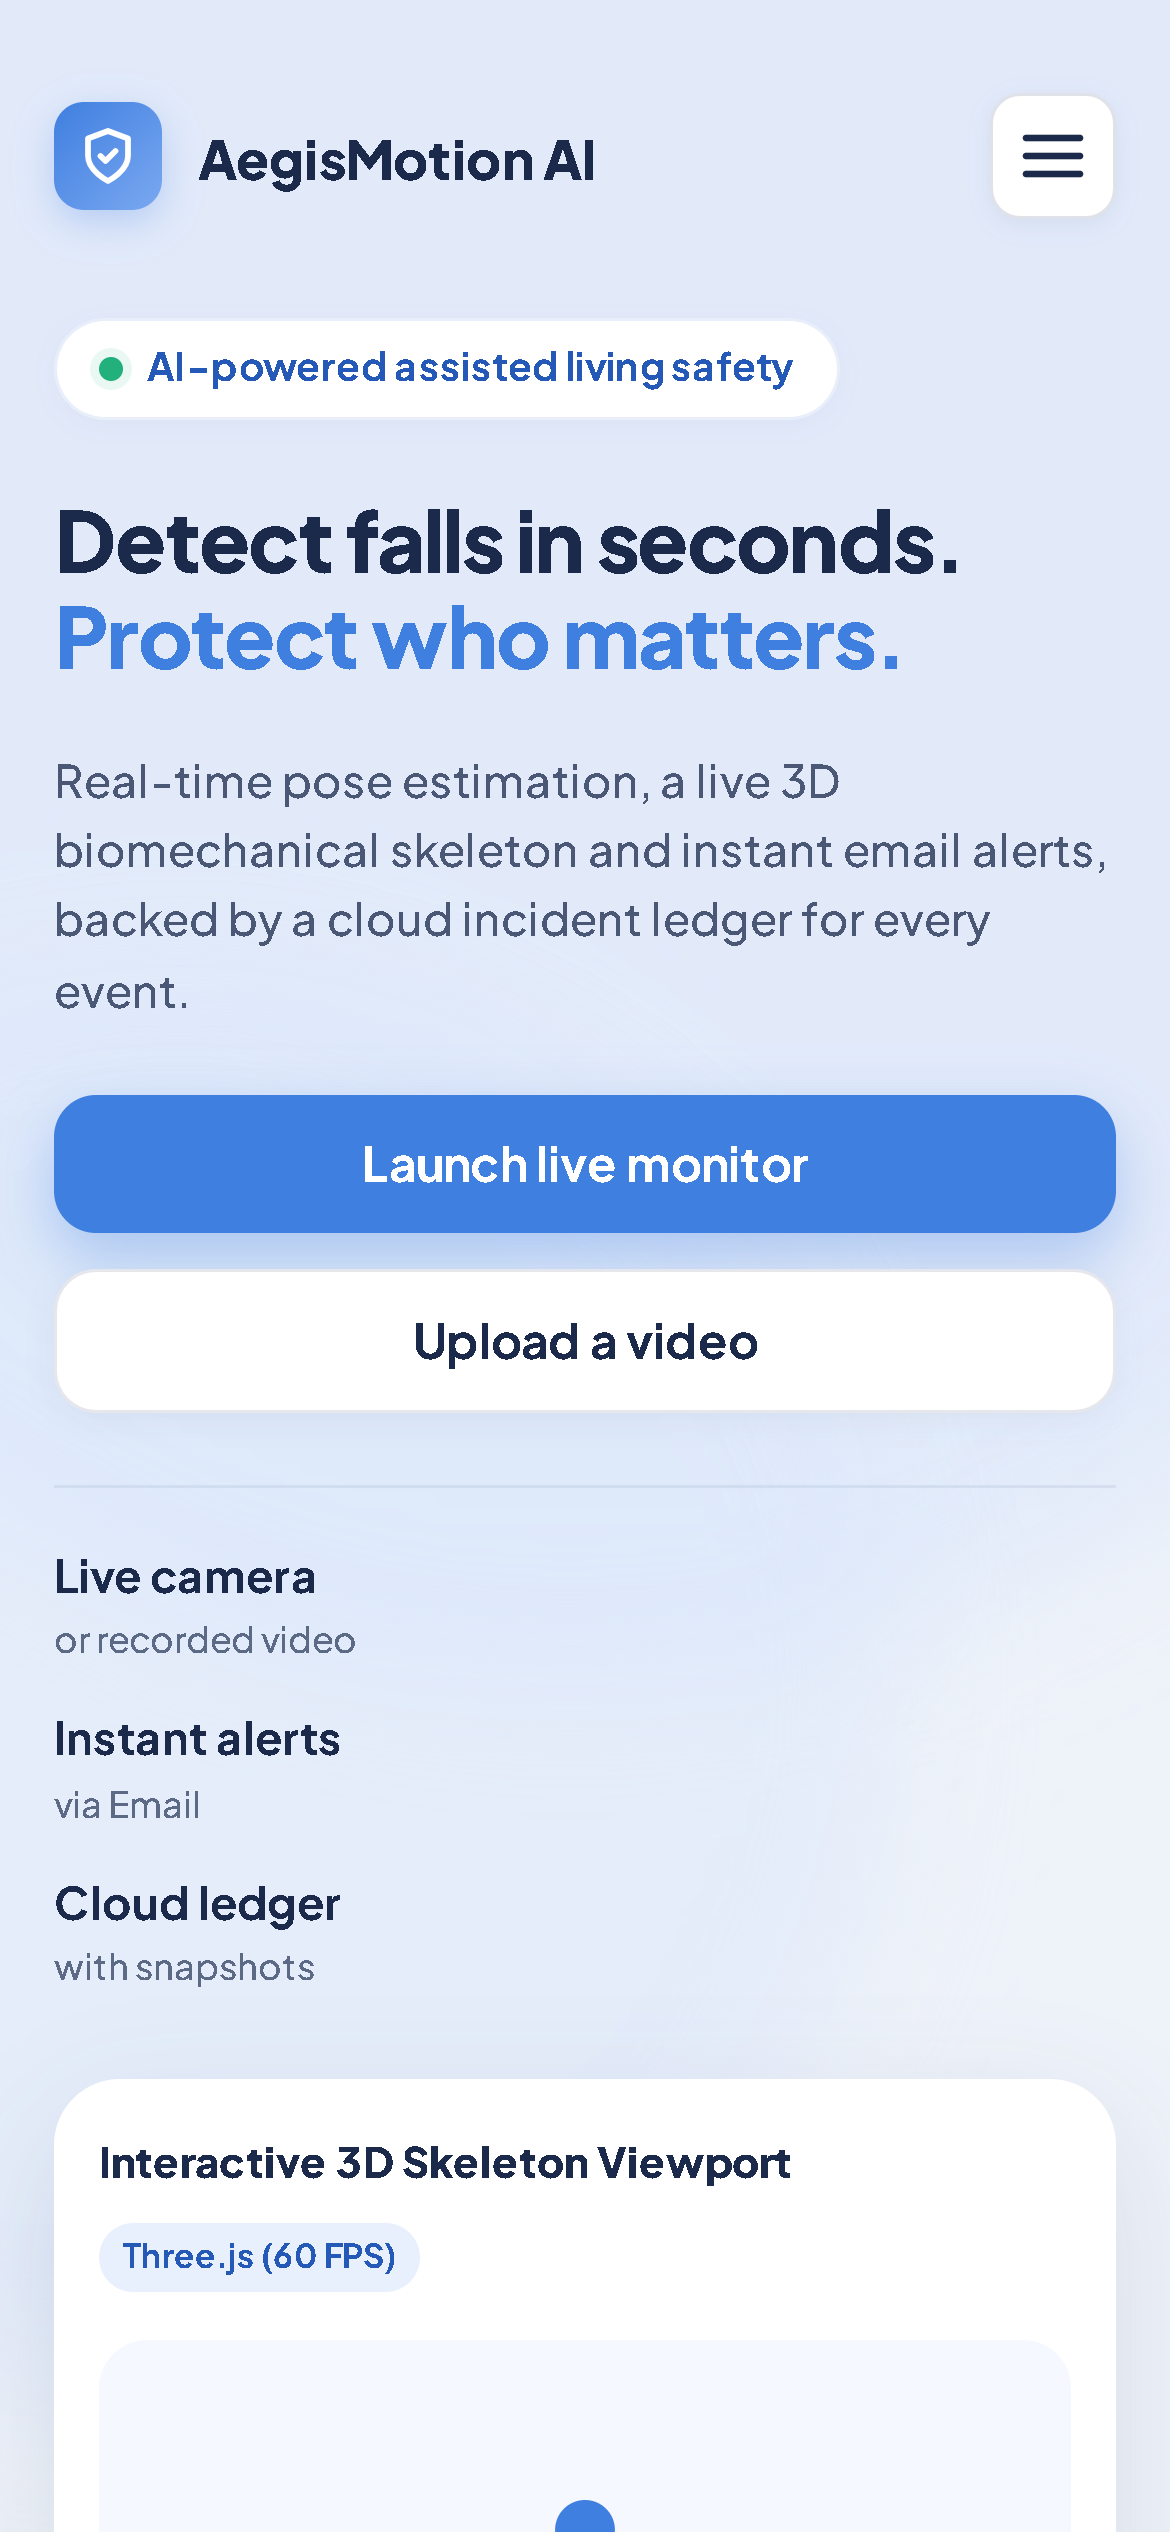 AegisMotion AI
AI-powered assisted living safety
Detect falls in seconds.
Protect who matters.
Real-time pose estimation, a live 3D
biomechanical skeleton and instant email alerts,
backed by a cloud incident ledger for every
event.
Launch live monitor
Upload a video
Live camera
or recorded video
Instant alerts
via Email
Cloud ledger
with snapshots
Interactive 3D Skeleton Viewport
Three.js (60 FPS)